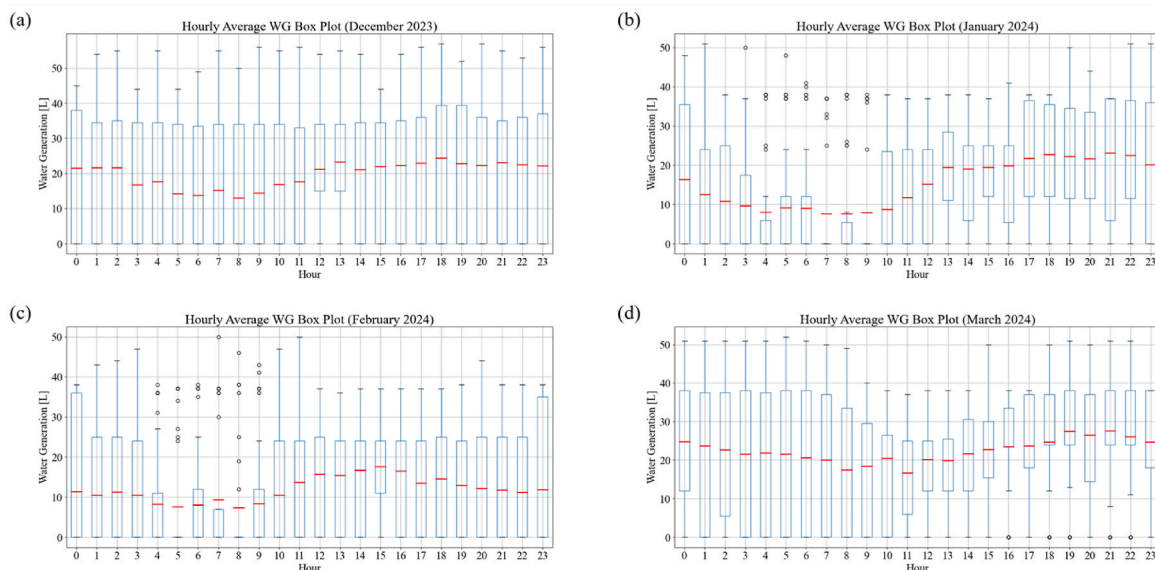 (a)
Hourly Average WG Box Plot (December 2023)
Water Generation [L]
50
40
30
20
10
0
0 1 2 3 4 5 6 7 8 9 10 11 12 13 14 15 16 17 18 19 20 21 22 23
Hour
(b)
Hourly Average WG Box Plot (January 2024)
Water Generation [L]
50
40
30
20
10
0
0 1 2 3 4 5 6 7 8 9 10 11 12 13 14 15 16 17 18 19 20 21 22 23
Hour
(c)
Hourly Average WG Box Plot (February 2024)
Water Generation [L]
50
40
30
20
10
0
0 1 2 3 4 5 6 7 8 9 10 11 12 13 14 15 16 17 18 19 20 21 22 23
Hour
(d)
Hourly Average WG Box Plot (March 2024)
Water Generation [L]
50
40
30
20
10
0
0 1 2 3 4 5 6 7 8 9 10 11 12 13 14 15 16 17 18 19 20 21 22 23
Hour